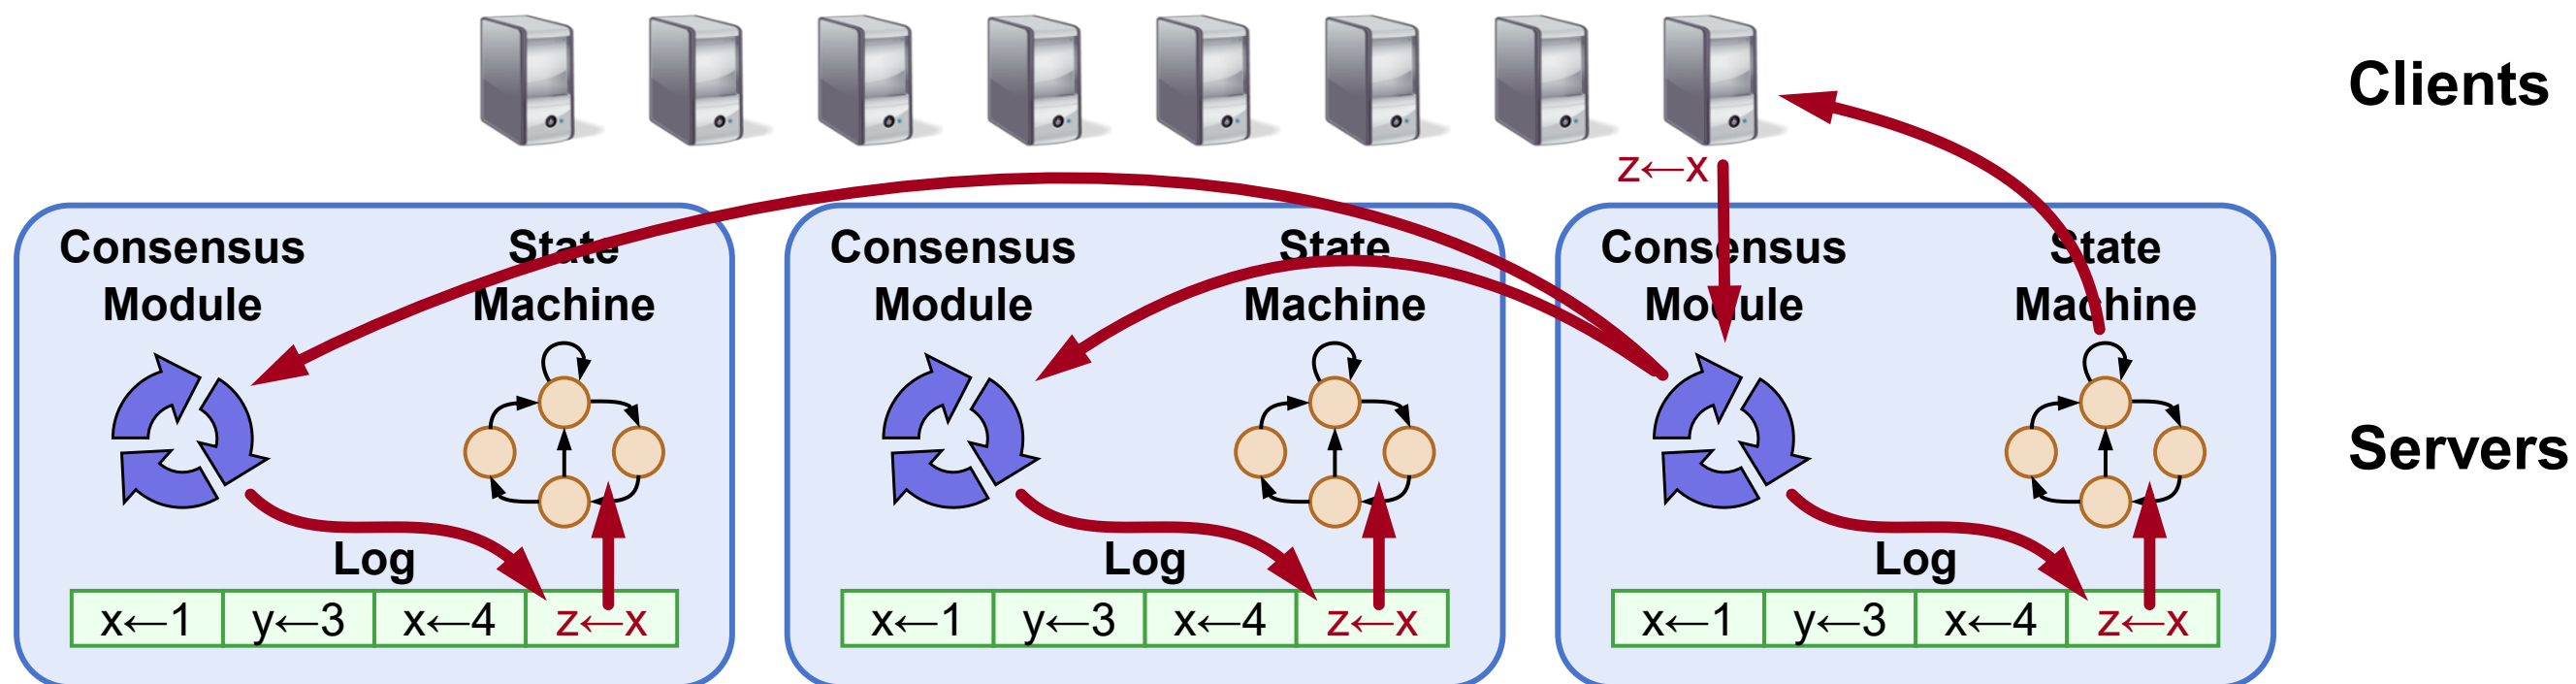 Clients
z←x
Consensus Module
State Machine
Consensus Module
State Machine
Consensus Module
State Machine
Servers
Log
Log
Log
x←1 y←3 x←4 z←x
x←1 y←3 x←4 z←x
x←1 y←3 x←4 z←x